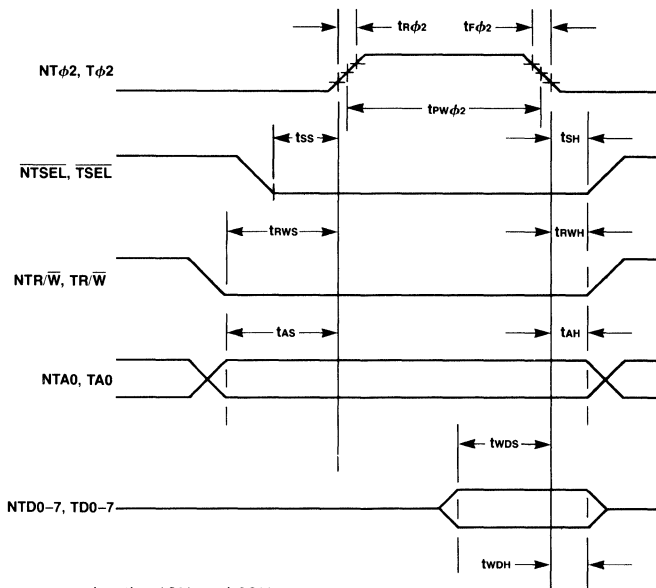 tRϕ2 tFϕ2
NTϕ2, Tϕ2
tPWϕ2
tSS tSH
NTSEL, TSEL
tRWS tRWH
NTR/W̅, TR/W̅
tAS tAH
NTA0, TA0
tWDS
NTD0–7, TD0–7
tWDH